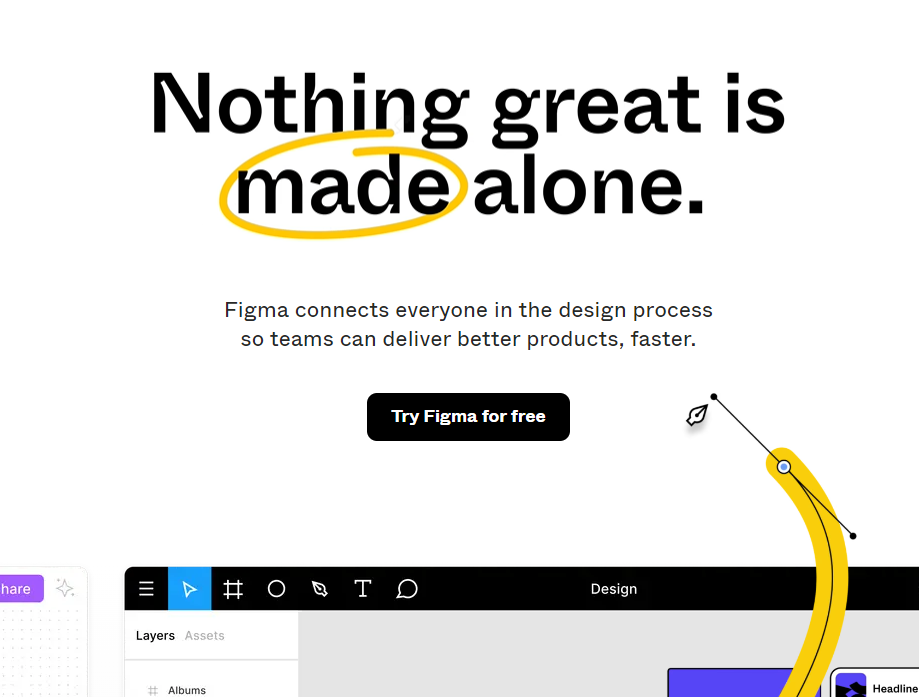 Nothing great is
made alone.
Figma connects everyone in the design process
so teams can deliver better products, faster.
Try Figma for free
hare
Design
Layers Assets
Albums
Headline